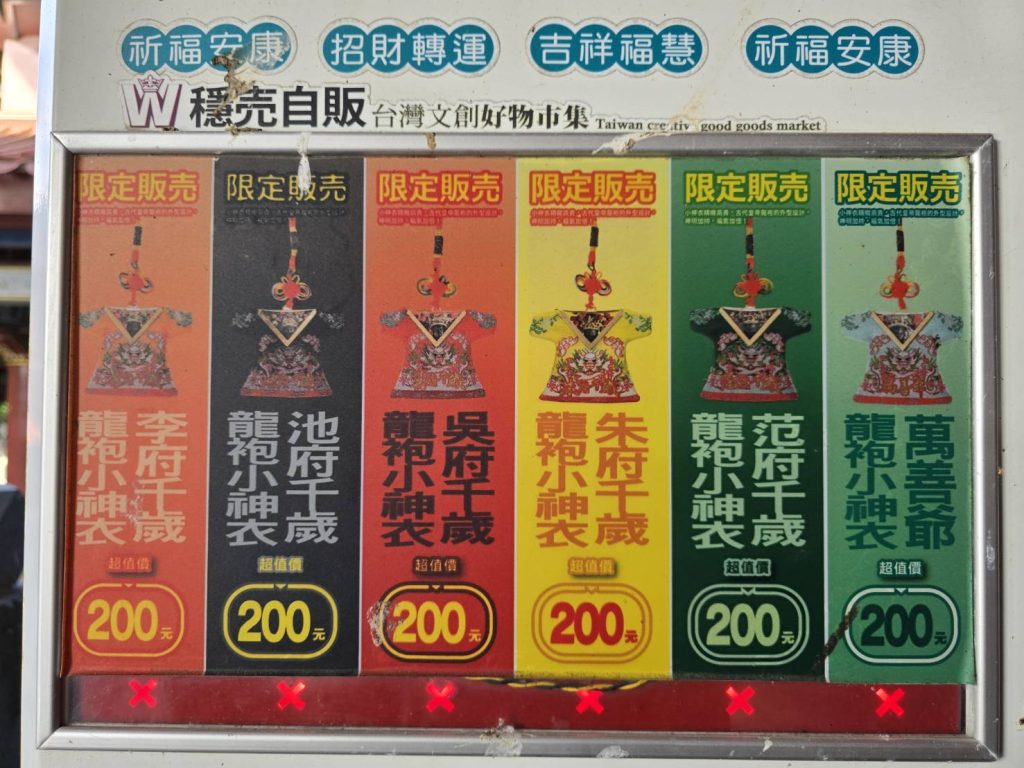 祈福安康
招財轉運
吉祥福慧
祈福安康
W 穩売自販 台灣文創好物市集 Taiwan creativ good goods market
限定販売
李府千歲
龍袍小神衣
超值價
200元
限定販売
池府千歲
龍袍小神衣
超值價
200元
限定販売
吳府千歲
龍袍小神衣
超值價
200元
限定販売
朱府千歲
龍袍小神衣
超值價
200元
限定販売
范府千歲
龍袍小神衣
超值價
200元
限定販売
萬善爺
龍袍小神衣
超值價
200元